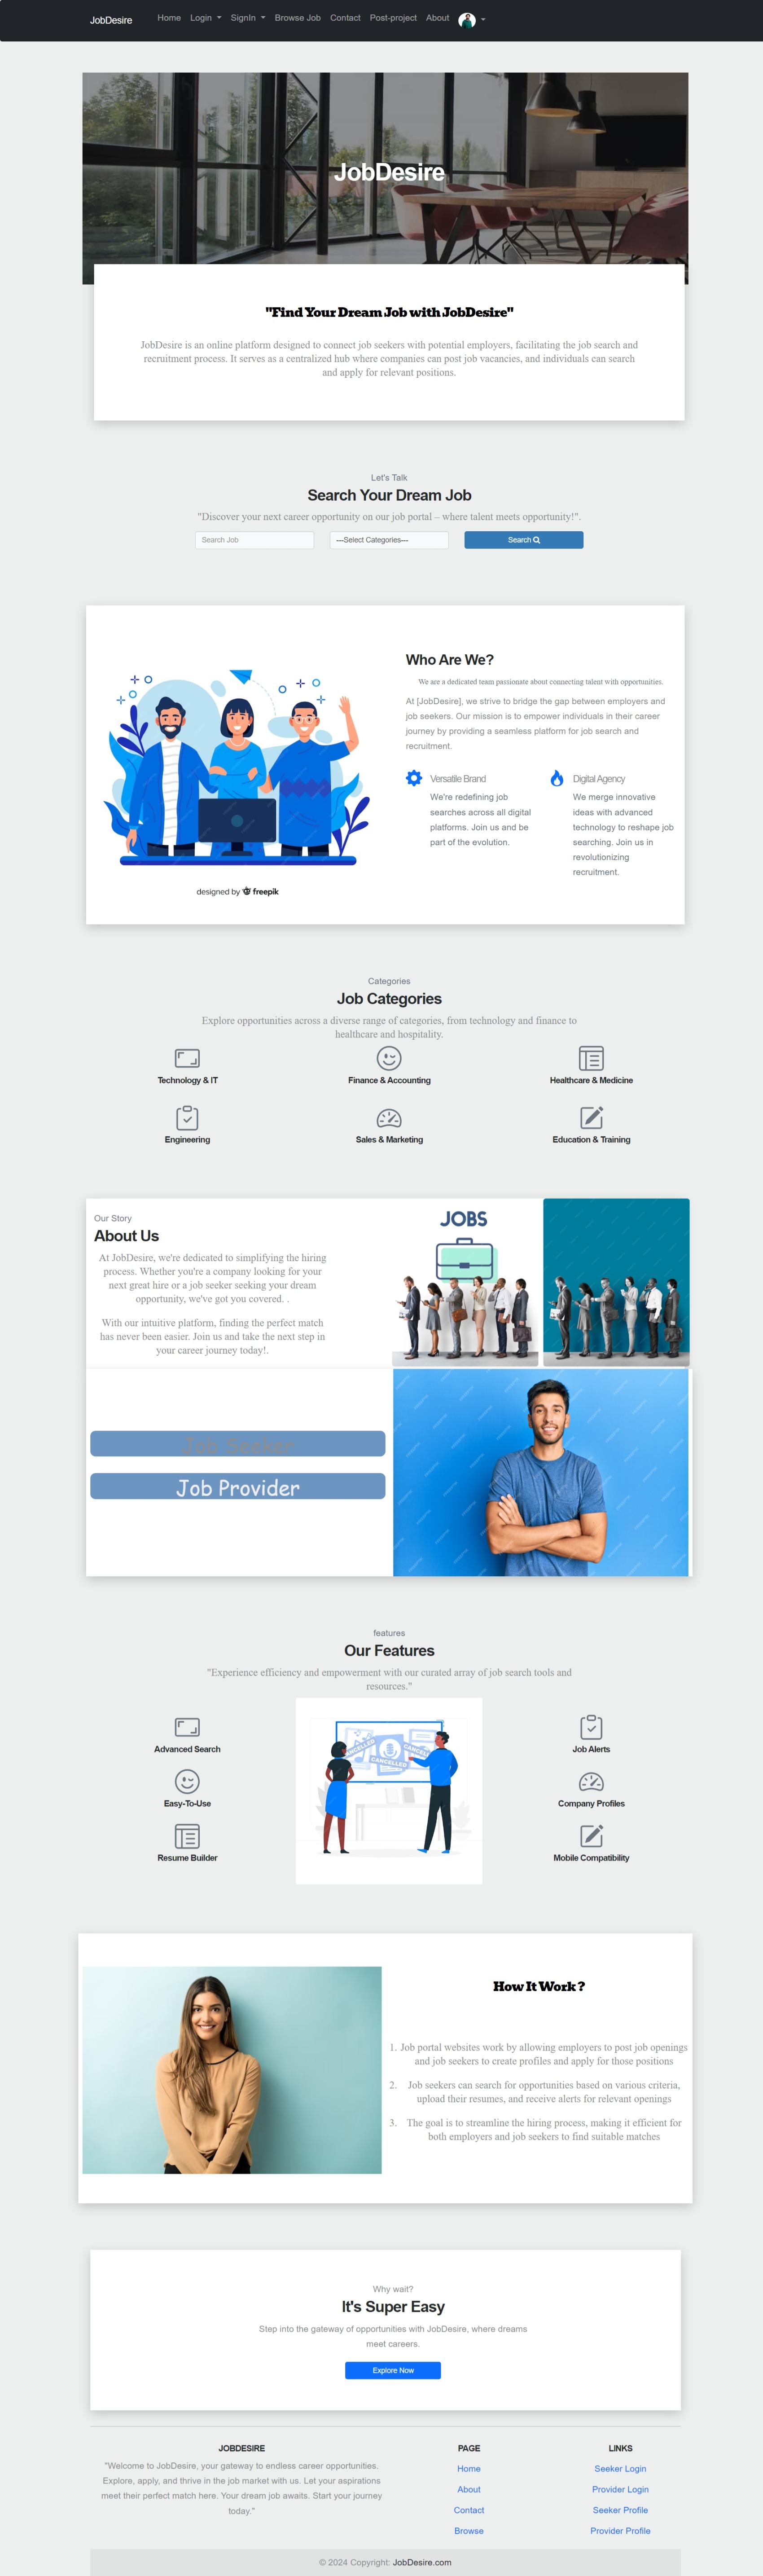 JobDesire Home Login SignIn Browse Job Contact Post-project About
JobDesire
"Find Your Dream Job with JobDesire"
JobDesire is an online platform designed to connect job seekers with potential employers, facilitating the job search and
recruitment process. It serves as a centralized hub where companies can post job vacancies, and individuals can search
and apply for relevant positions.
Let's Talk
Search Your Dream Job
"Discover your next career opportunity on our job portal – where talent meets opportunity!".
Search Job ---Select Categories--- Search
Who Are We?
We are a dedicated team passionate about connecting talent with opportunities.
At [JobDesire], we strive to bridge the gap between employers and
job seekers. Our mission is to empower individuals in their career
journey by providing a seamless platform for job search and
recruitment.
Versatile Brand
We're redefining job
searches across all digital
platforms. Join us and be
part of the evolution.
Digital Agency
We merge innovative
ideas with advanced
technology to reshape job
searching. Join us in
revolutionizing
recruitment.
designed by freepik
Categories
Job Categories
Explore opportunities across a diverse range of categories, from technology and finance to
healthcare and hospitality.
Technology & IT Finance & Accounting Healthcare & Medicine
Engineering Sales & Marketing Education & Training
Our Story
About Us
At JobDesire, we're dedicated to simplifying the hiring
process. Whether you're a company looking for your
next great hire or a job seeker seeking your dream
opportunity, we've got you covered. .
With our intuitive platform, finding the perfect match
has never been easier. Join us and take the next step in
your career journey today!.
JOBS
Job Seeker
Job Provider
features
Our Features
"Experience efficiency and empowerment with our curated array of job search tools and
resources."
Advanced Search
Easy-To-Use
Resume Builder
CANCELLED
Job Alerts
Company Profiles
Mobile Compatibility
How It Work ?
1. Job portal websites work by allowing employers to post job openings
and job seekers to create profiles and apply for those positions
2. Job seekers can search for opportunities based on various criteria,
upload their resumes, and receive alerts for relevant openings
3. The goal is to streamline the hiring process, making it efficient for
both employers and job seekers to find suitable matches
Why wait?
It's Super Easy
Step into the gateway of opportunities with JobDesire, where dreams
meet careers.
Explore Now
JOBDESIRE
"Welcome to JobDesire, your gateway to endless career opportunities.
Explore, apply, and thrive in the job market with us. Let your aspirations
meet their perfect match here. Your dream job awaits. Start your journey
today."
PAGE
Home
About
Contact
Browse
LINKS
Seeker Login
Provider Login
Seeker Profile
Provider Profile
© 2024 Copyright: JobDesire.com